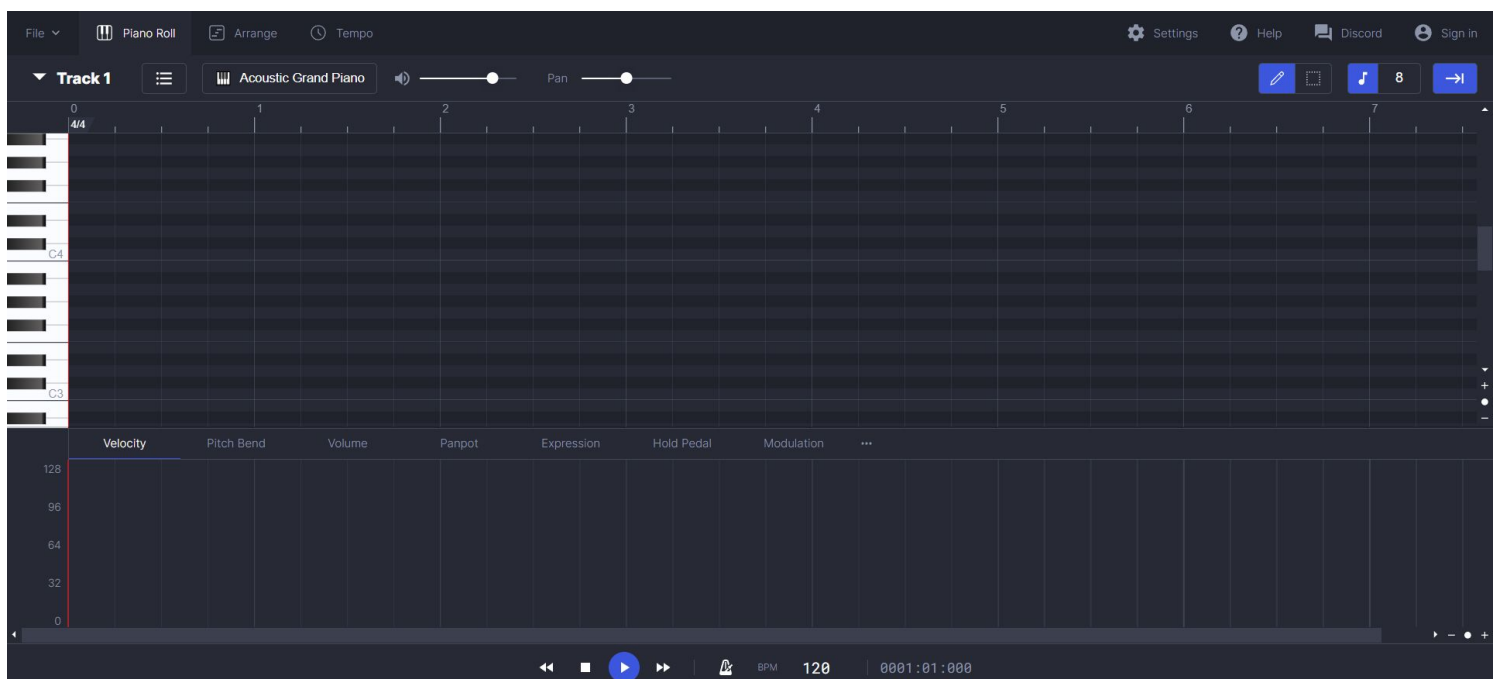 File Piano Roll Arrange Tempo Settings Help Discord Sign in
Track 1 Acoustic Grand Piano Pan 8
0 1 2 3 4 5 6 7
4/4
C4
C3
Velocity Pitch Bend Volume Panpot Expression Hold Pedal Modulation ···
128
96
64
32
0
BPM 120 0001:01:000